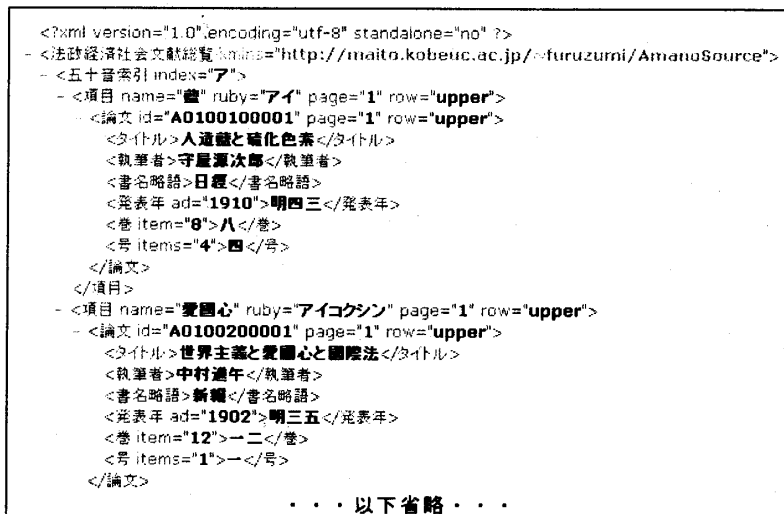 <?xml version="1.0" encoding="utf-8" standalone="no" ?>
- <法政経済社会文献総覧 xmlns="http://maito.kobeuc.ac.jp/~furuzumi/AmanoSource">
- <五十音索引 index="ア">
- <項目 name="藍" ruby="アイ" page="1" row="upper">
- <論文 id="A0100100001" page="1" row="upper">
<タイトル>人造藍と硫化色素</タイトル>
<執筆者>守屋源次郎</執筆者>
<書名略語>日經</書名略語>
<発表年 ad="1910">明四三</発表年>
<巻 item="8">八</巻>
<号 items="4">四</号>
</論文>
</項目>
- <項目 name="愛國心" ruby="アイコクシン" page="1" row="upper">
- <論文 id="A0100200001" page="1" row="upper">
<タイトル>世界主義と愛國心と國際法</タイトル>
<執筆者>中村進午</執筆者>
<書名略語>新報</書名略語>
<発表年 ad="1902">明三五</発表年>
<巻 item="12">一二</巻>
<号 items="1">一</号>
</論文>
・・・以下省略・・・